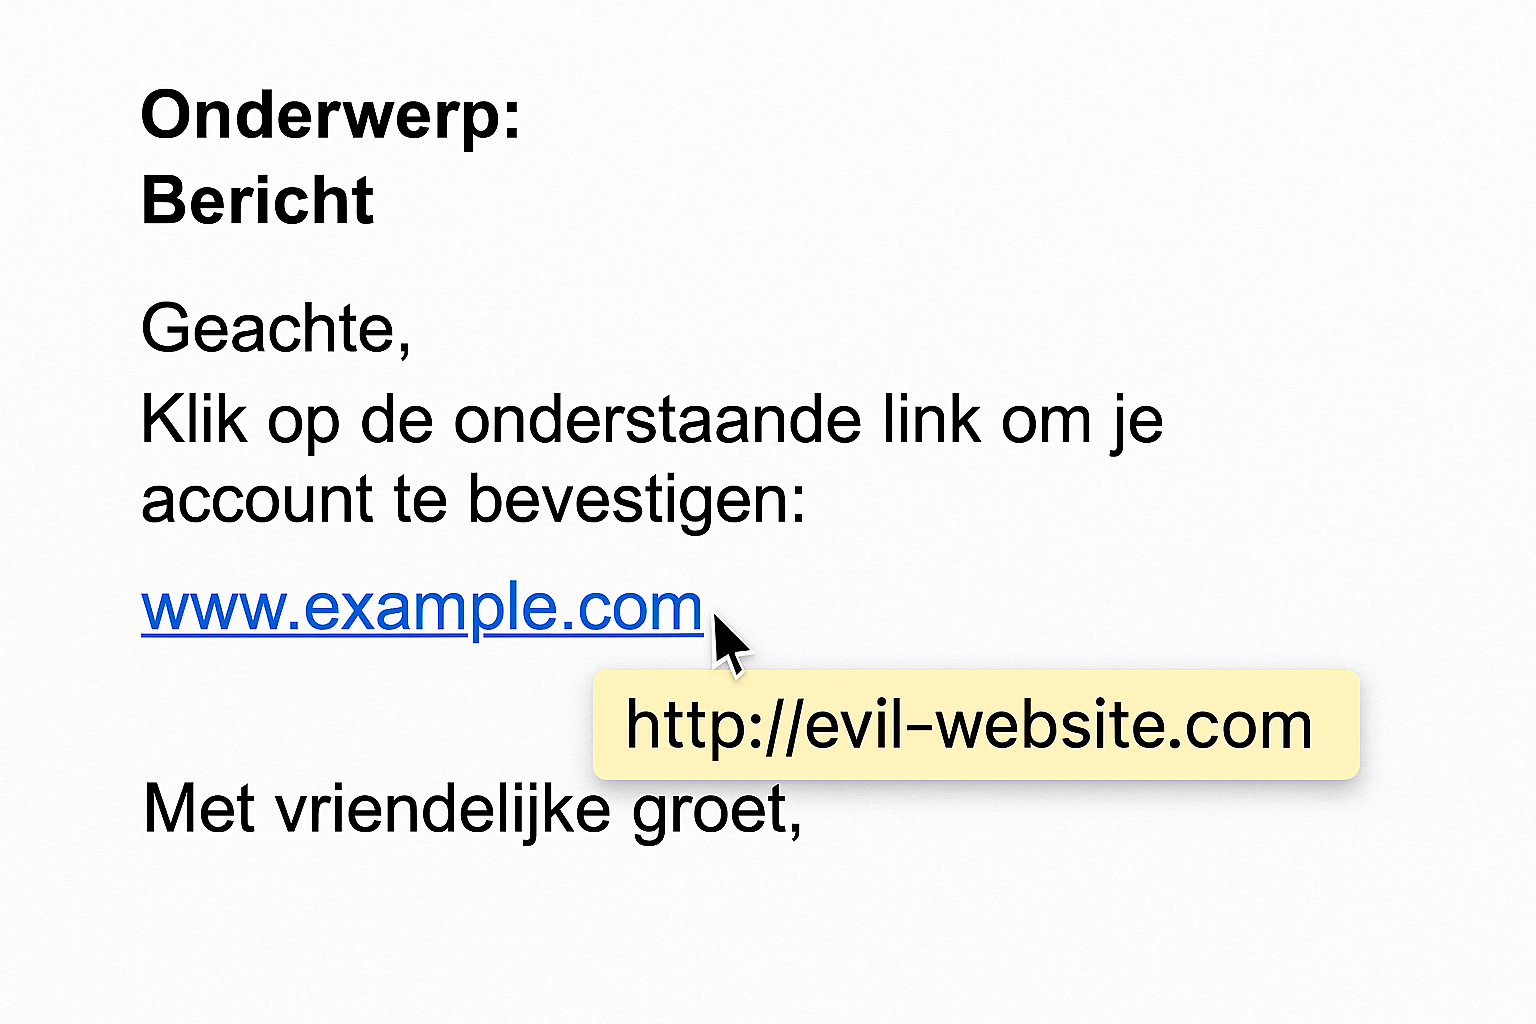 Onderwerp:
Bericht
Geachte,
Klik op de onderstaande link om je
account te bevestigen:
www.example.com
http://evil-website.com
Met vriendelijke groet,